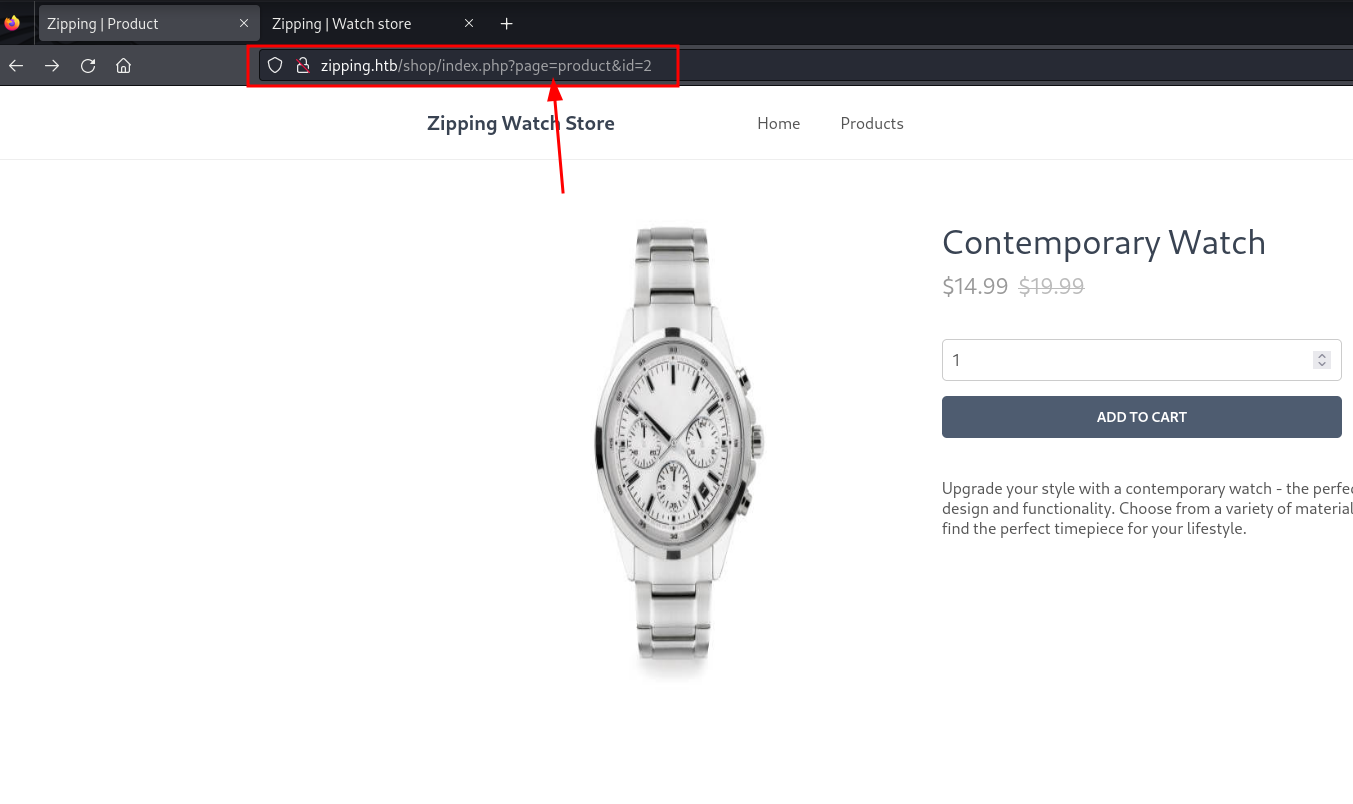 Zipping | Product
Zipping | Watch store
zipping.htb/shop/index.php?page=product&id=2
Zipping Watch Store
Home
Products
Contemporary Watch
$14.99 $19.99
1
ADD TO CART
Upgrade your style with a contemporary watch - the perfe
design and functionality. Choose from a variety of material
find the perfect timepiece for your lifestyle.